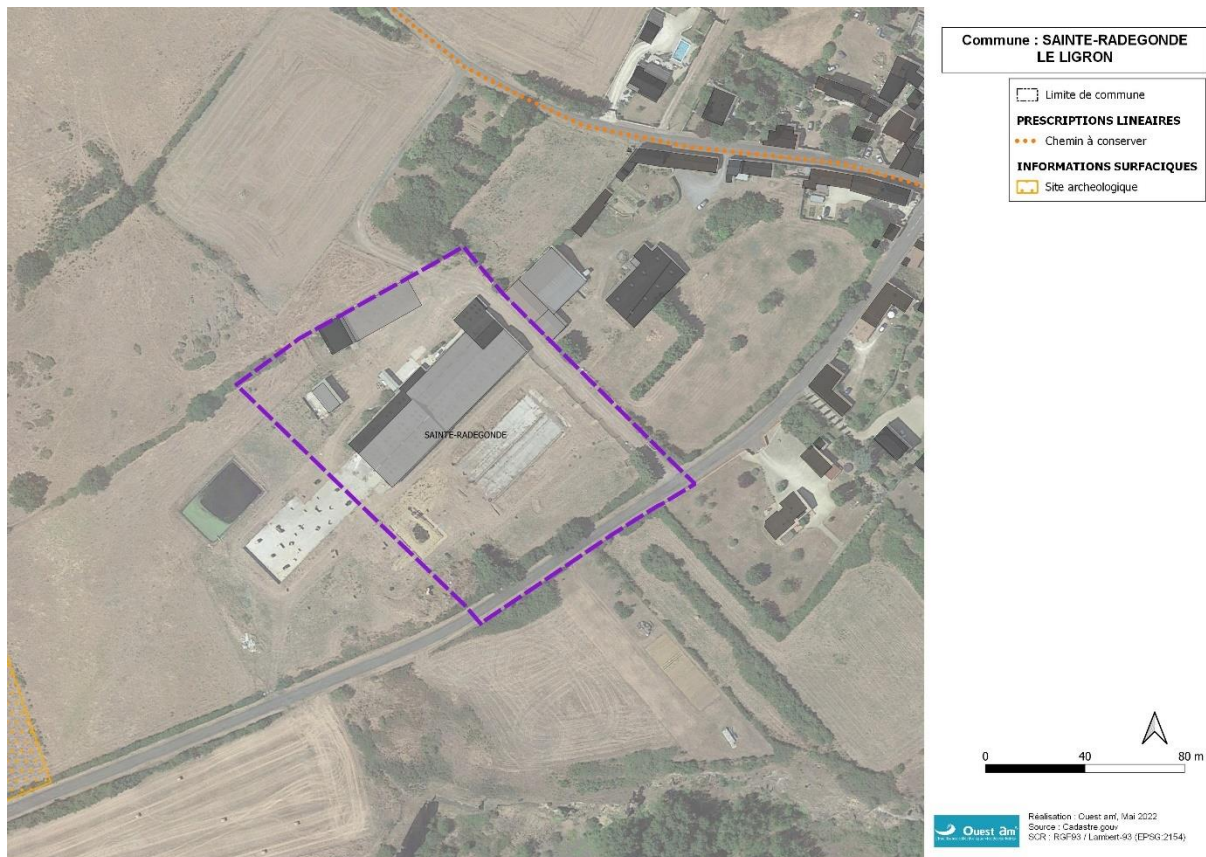 Commune : SAINTE-RADEGONDE
LE LIGRON
Limite de commune
PRESCRIPTIONS LINEAIRES
Chemin à conserver
INFORMATIONS SURFACIQUES
Site archeologique
SAINTE-RADEGONDE
0 40 80 m
Ouest am'
Réalisation : Ouest am', Mai 2022
Source : Cadastre.gouv
SCR : RGF93 / Lambert-93 (EPSG:2154)